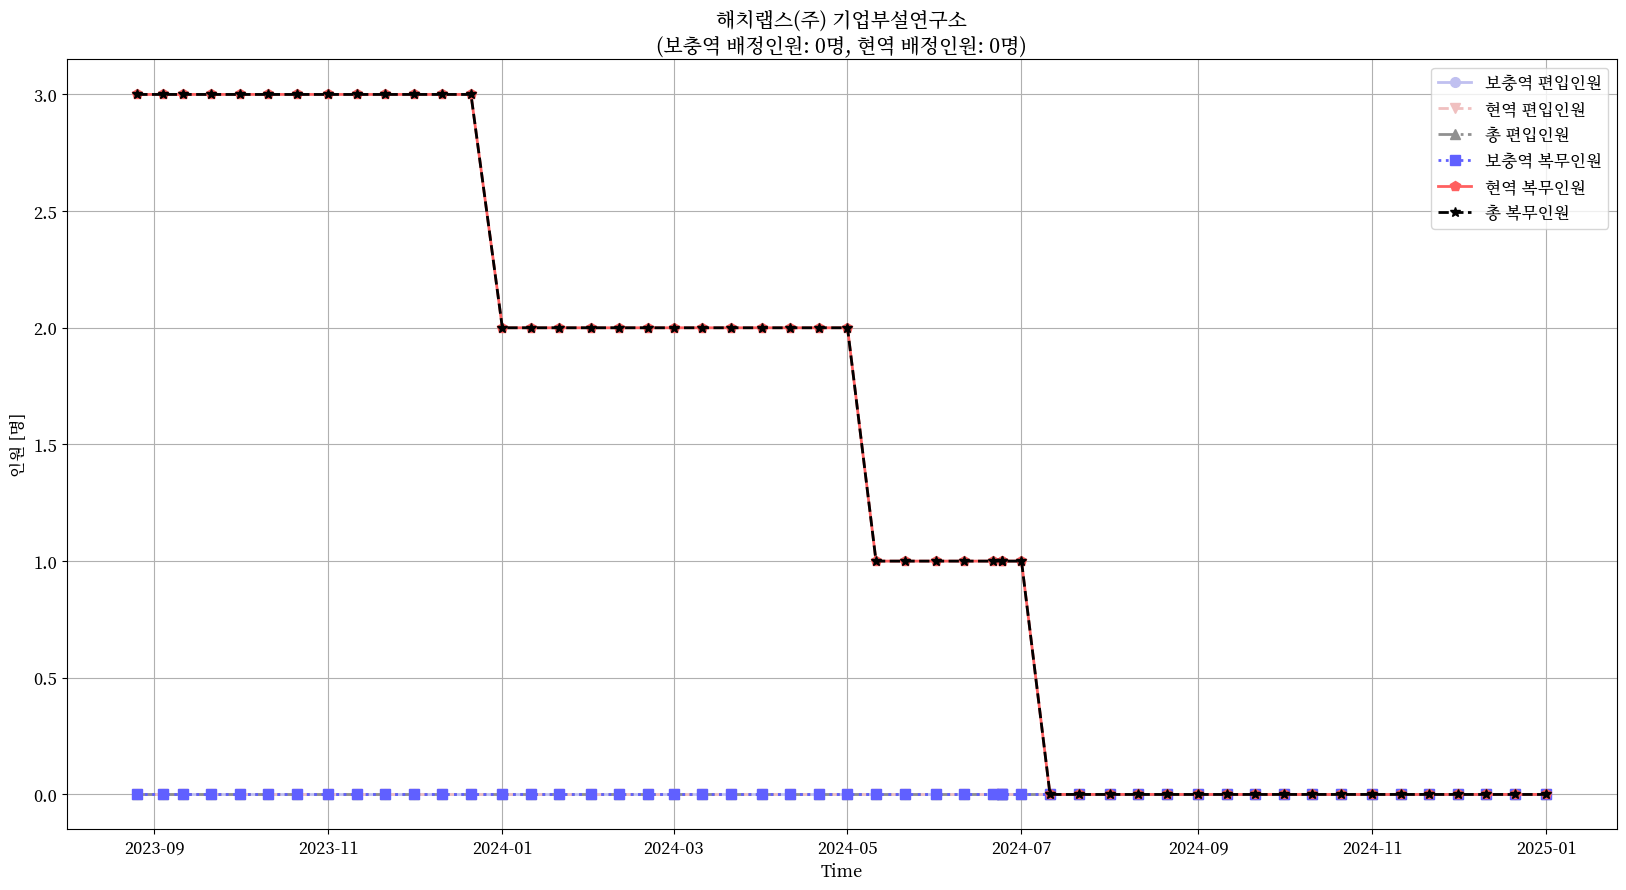 해치랩스(주) 기업부설연구소
(보충역 배정인원: 0명, 현역 배정인원: 0명)
보충역 편입인원
현역 편입인원
총 편입인원
보충역 복무인원
현역 복무인원
총 복무인원
3.0
2.5
2.0
1.5
1.0
0.5
0.0
인원 [명]
2023-09 2023-11 2024-01 2024-03 2024-05 2024-07 2024-09 2024-11 2025-01
Time